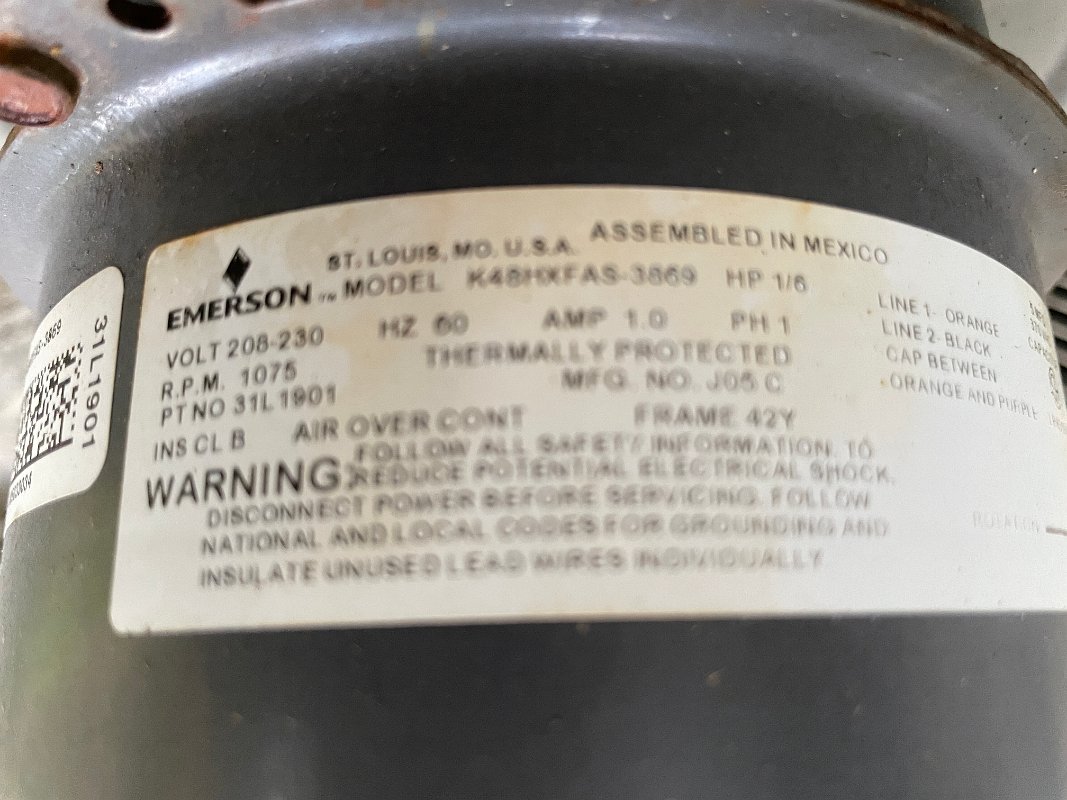 EMERSON™
ST. LOUIS, MO. U.S.A. ASSEMBLED IN MEXICO
MODEL K48HXFAS-3869 HP 1/6
VOLT 208-230 HZ 60 AMP 1.0 PH 1
R.P.M. 1075 THERMALLY PROTECTED
PT NO 31L1901 MFG. NO. J05 C
INS CL B AIR OVER CONT FRAME 42Y
WARNING: FOLLOW ALL SAFETY INFORMATION. TO
REDUCE POTENTIAL ELECTRICAL SHOCK,
DISCONNECT POWER BEFORE SERVICING. FOLLOW
NATIONAL AND LOCAL CODES FOR GROUNDING AND
INSULATE UNUSED LEAD WIRES INDIVIDUALLY
LINE 1- ORANGE
LINE 2- BLACK
CAP BETWEEN
ORANGE AND PURPLE
ROTATION
31L1901